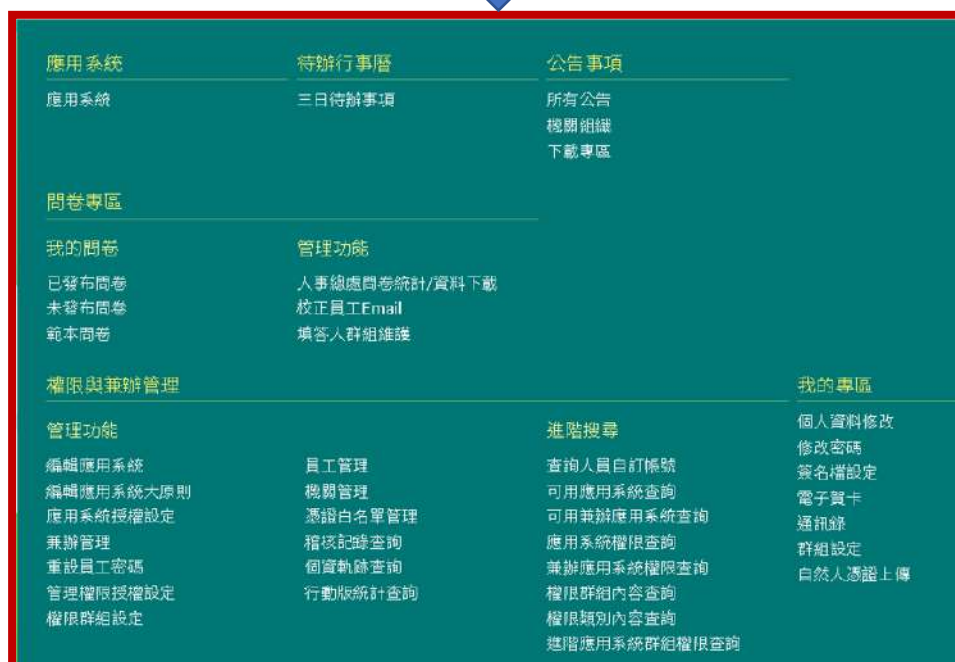 應用系統
應用系統
待辦行事曆
三日待辦事項
公告事項
所有公告
機關組織
下載專區
問卷專區
我的問卷
已發布問卷
未發布問卷
範本問卷
管理功能
人事總處問卷統計/資料下載
校正員工Email
填答人群組維護
權限與兼辦管理
管理功能
編輯應用系統
編輯應用系統大原則
應用系統授權設定
兼辦管理
重設員工密碼
管理權限授權設定
權限群組設定
員工管理
機關管理
憑證白名單管理
稽核記錄查詢
個資軌跡查詢
行動版統計查詢
進階搜尋
查詢人員自訂帳號
可用應用系統查詢
可用兼辦應用系統查詢
應用系統權限查詢
兼辦應用系統權限查詢
權限群組內容查詢
權限類別內容查詢
進階應用系統群組權限查詢
我的專區
個人資料修改
修改密碼
簽名檔設定
電子賀卡
通訊錄
群組設定
自然人憑證上傳